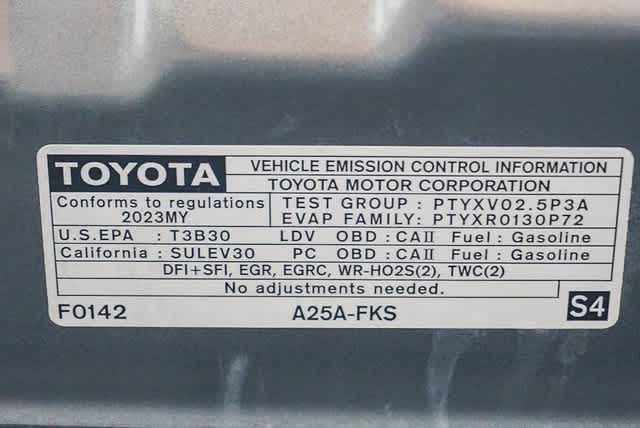 TOYOTA VEHICLE EMISSION CONTROL INFORMATION
TOYOTA MOTOR CORPORATION
Conforms to regulations TEST GROUP : PTYXV02.5P3A
2023MY EVAP FAMILY: PTYXR0130P72
U.S.EPA : T3B30 LDV OBD : CAII Fuel : Gasoline
California : SULEV30 PC OBD : CAII Fuel : Gasoline
DFI+SFI, EGR, EGRC, WR-HO2S(2), TWC(2)
No adjustments needed.
F0142 A25A-FKS S4